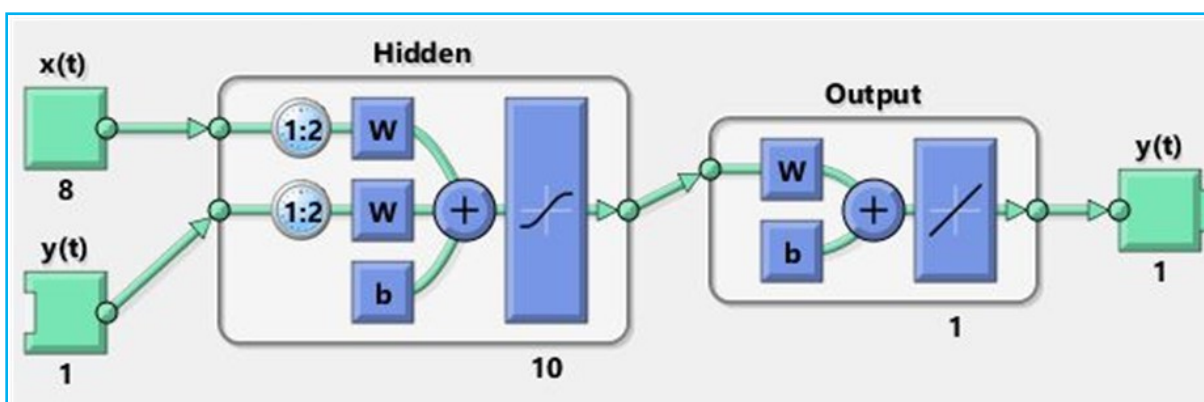 x(t)
8
y(t)
1
Hidden
1:2 W
1:2 W +
b
10
Output
W
+
b
1
y(t)
1